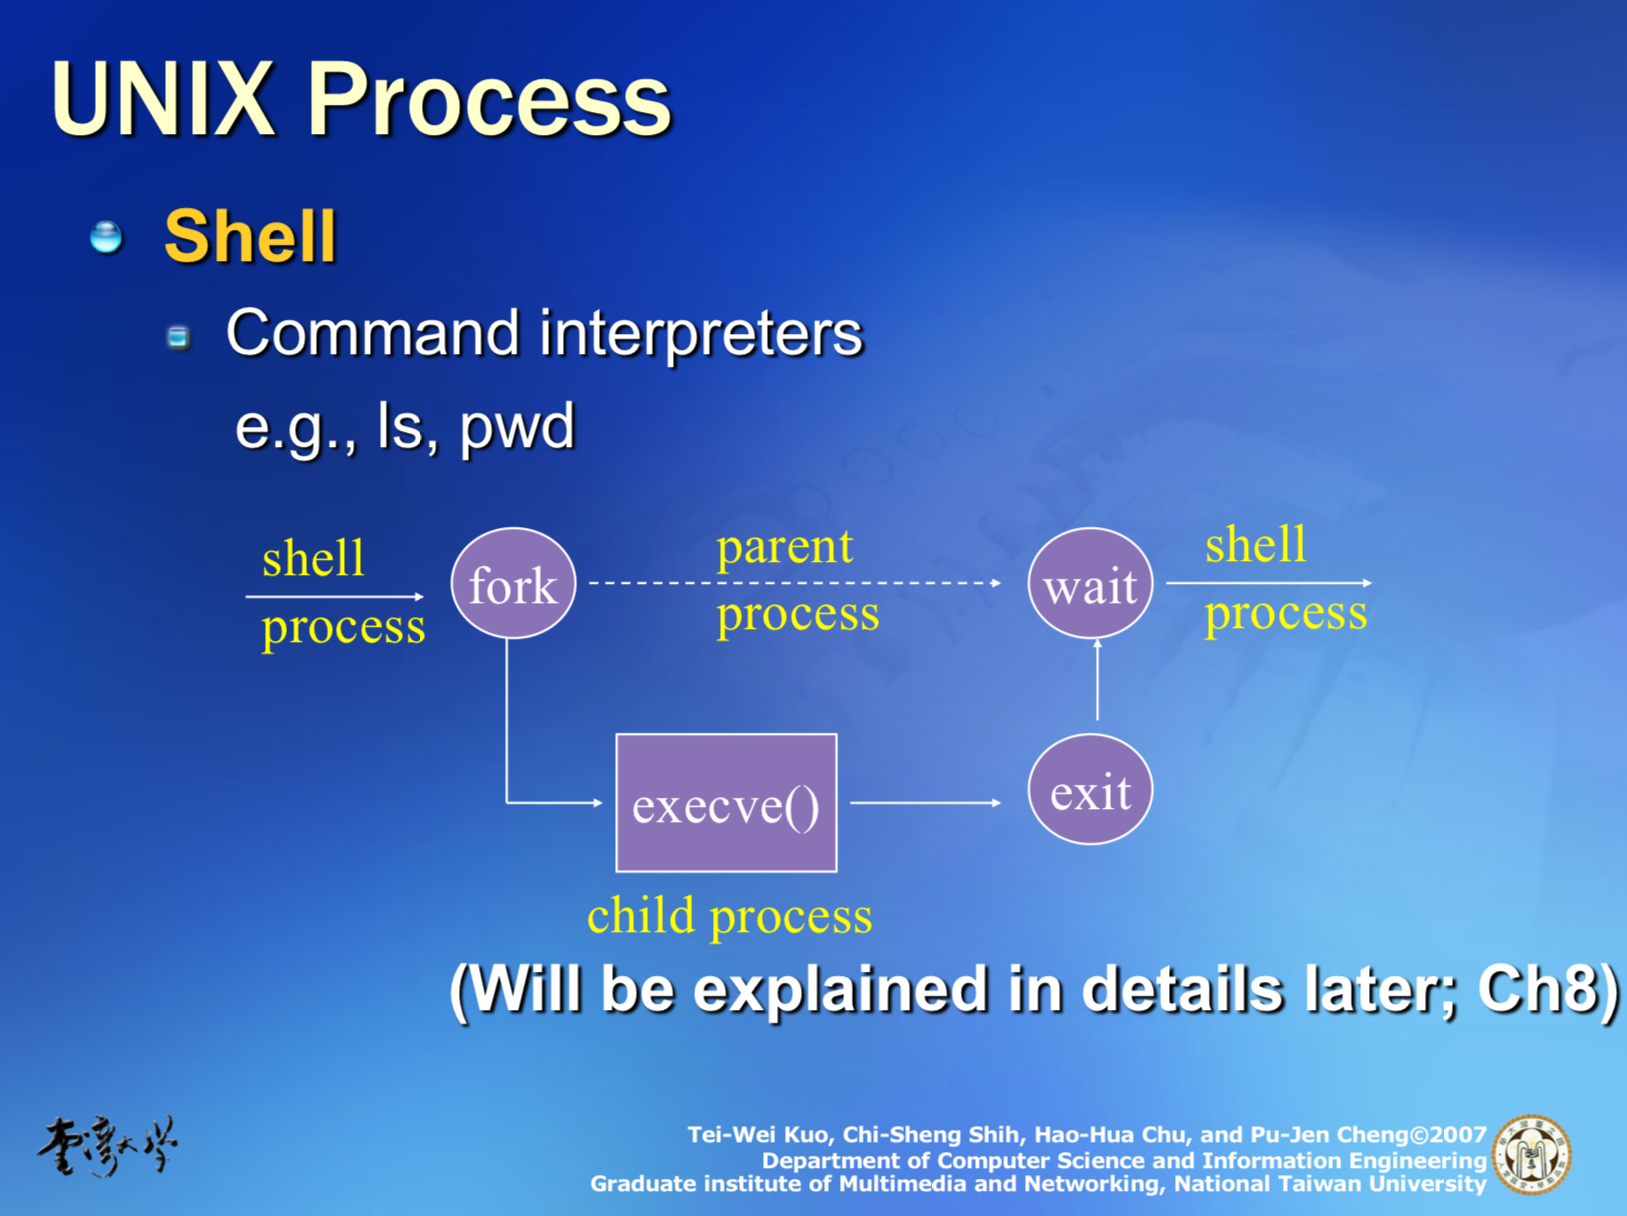 UNIX Process
Shell
Command interpreters
e.g., ls, pwd
shell
process
fork
parent
process
wait
shell
process
execve()
exit
child process
(Will be explained in details later; Ch8)
臺灣大學
Tei-Wei Kuo, Chi-Sheng Shih, Hao-Hua Chu, and Pu-Jen Cheng©2007
Department of Computer Science and Information Engineering
Graduate institute of Multimedia and Networking, National Taiwan University